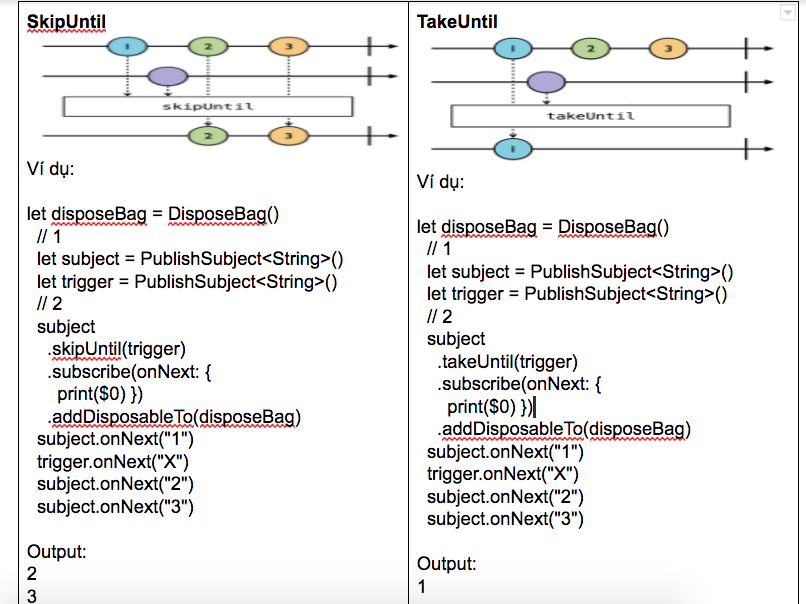 SkipUntil
1
2
3
skipUntil
2
3
Ví dụ:
let disposeBag = DisposeBag()
// 1
let subject = PublishSubject<String>()
let trigger = PublishSubject<String>()
// 2
subject
.skipUntil(trigger)
.subscribe(onNext: {
print($0) })
.addDisposableTo(disposeBag)
subject.onNext("1")
trigger.onNext("X")
subject.onNext("2")
subject.onNext("3")
Output:
2
3
TakeUntil
1
2
3
takeUntil
1
Ví dụ:
let disposeBag = DisposeBag()
// 1
let subject = PublishSubject<String>()
let trigger = PublishSubject<String>()
// 2
subject
.takeUntil(trigger)
.subscribe(onNext: {
print($0) })
.addDisposableTo(disposeBag)
subject.onNext("1")
trigger.onNext("X")
subject.onNext("2")
subject.onNext("3")
Output:
1